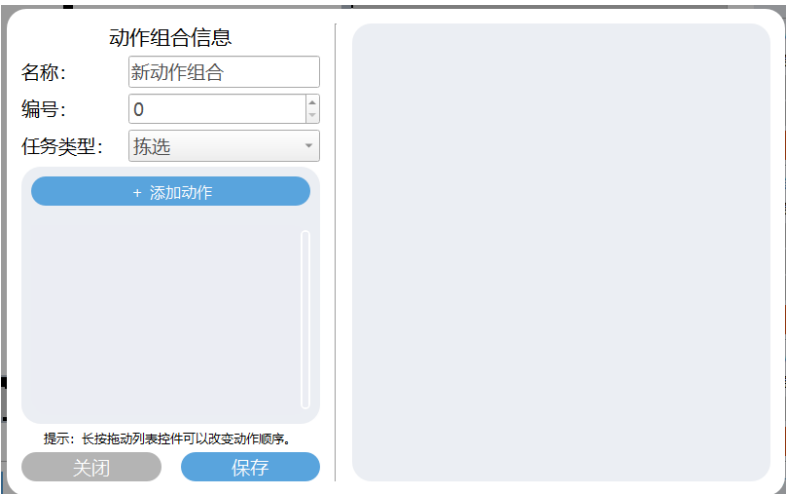 动作组合信息
名称： 新动作组合
编号： 0
任务类型： 拣选
+ 添加动作
提示：长按拖动列表控件可以改变动作顺序。
关闭 保存